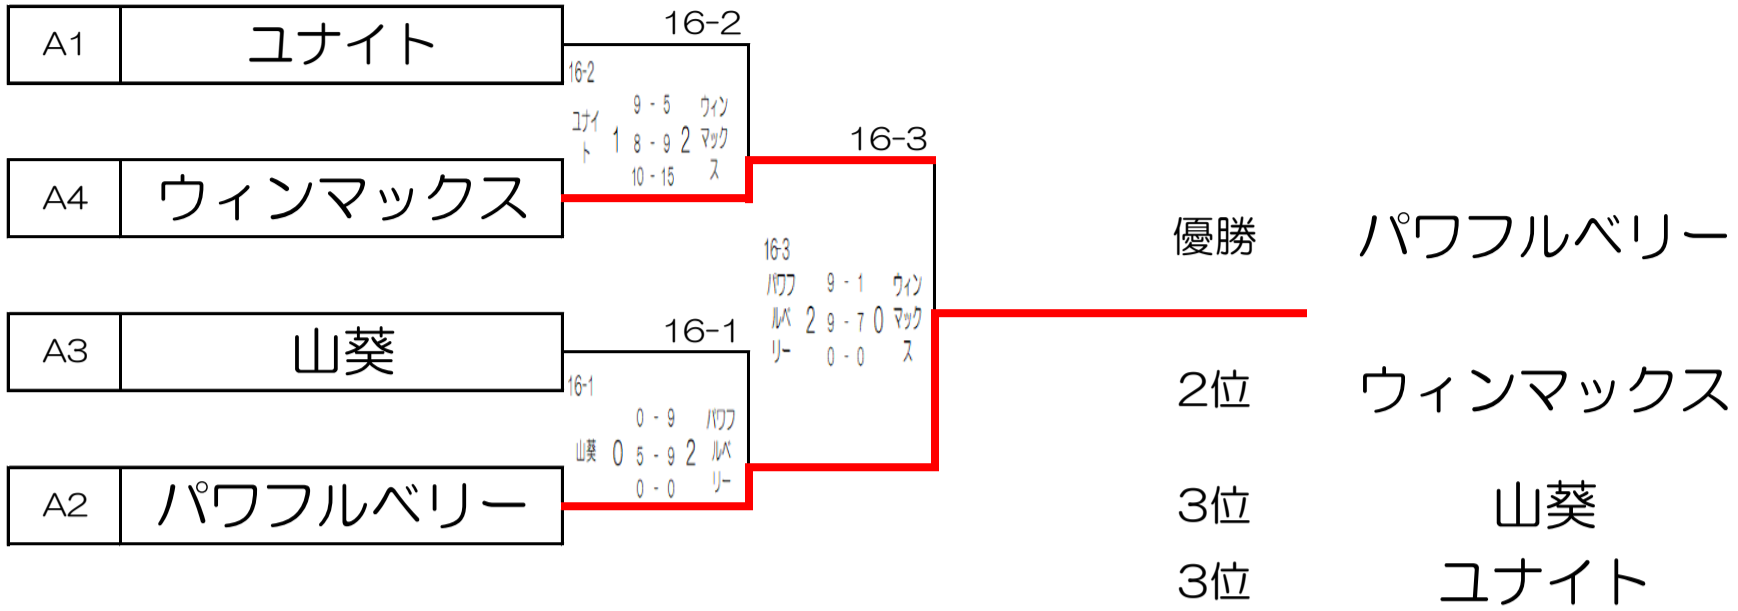 A1 ユナイト
16-2
16-2
ユナイト 1 9 - 5 8 - 9 10 - 15 2 ウィンマックス
A4 ウィンマックス
16-3
16-3
パワフルベリー 2 9 - 1 9 - 7 0 - 0 0 ウィンマックス
A3 山葵
16-1
16-1
山葵 0 0 - 9 5 - 9 0 - 0 2 パワフルベリー
A2 パワフルベリー
優勝 パワフルベリー
2位 ウィンマックス
3位 山葵
3位 ユナイト